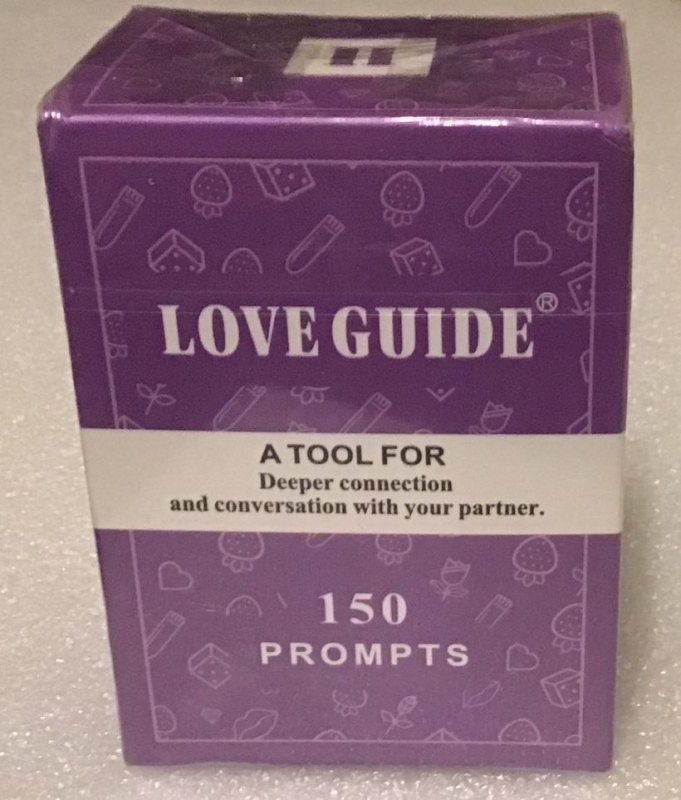 LOVE GUIDE®
A TOOL FOR
Deeper connection
and conversation with your partner.
150
PROMPTS